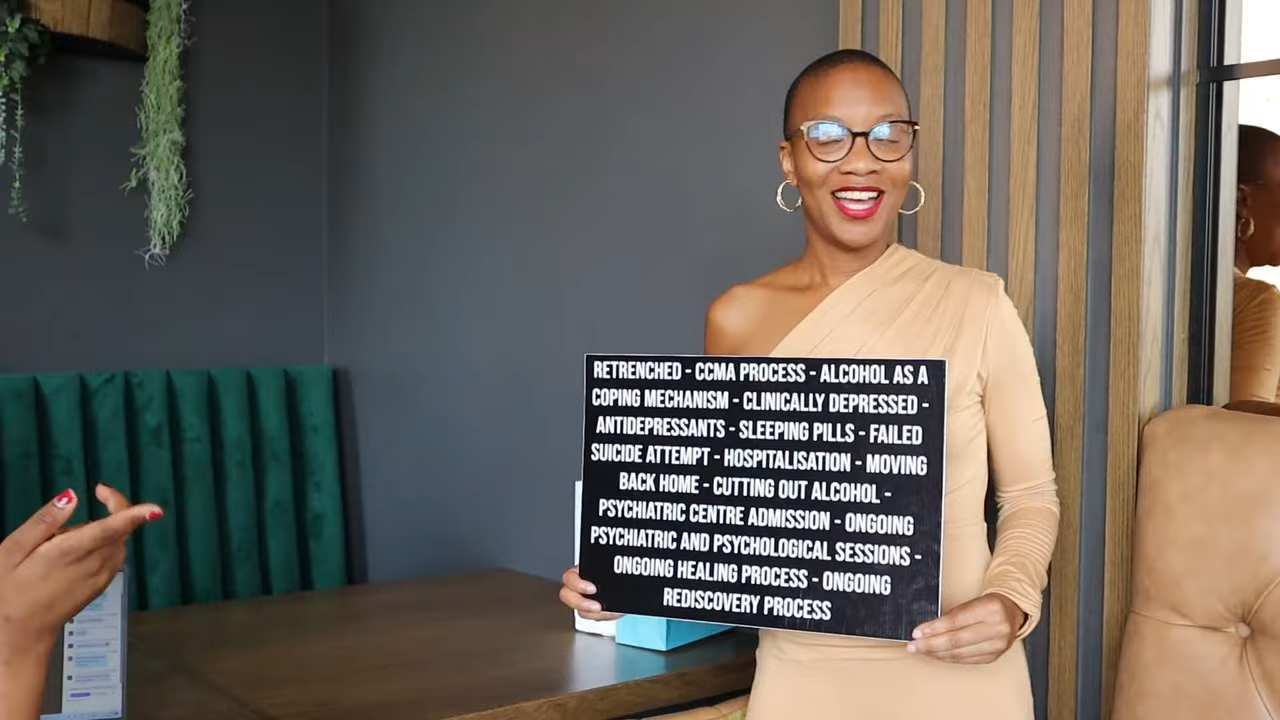 RETRENCHED - CCMA PROCESS - ALCOHOL AS A
COPING MECHANISM - CLINICALLY DEPRESSED -
ANTIDEPRESSANTS - SLEEPING PILLS - FAILED
SUICIDE ATTEMPT - HOSPITALISATION - MOVING
BACK HOME - CUTTING OUT ALCOHOL -
PSYCHIATRIC CENTRE ADMISSION - ONGOING
PSYCHIATRIC AND PSYCHOLOGICAL SESSIONS -
ONGOING HEALING PROCESS - ONGOING
REDISCOVERY PROCESS